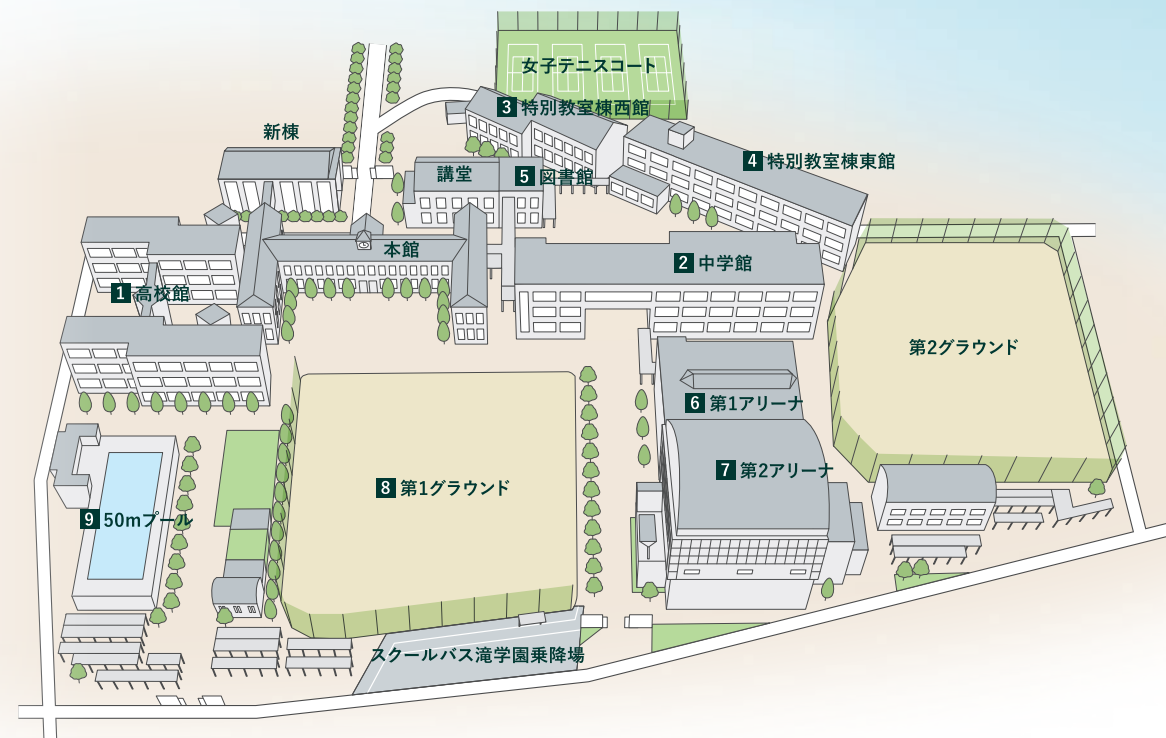 女子テニスコート
3 特別教室棟西館
新棟
4 特別教室棟東館
講堂
5 図書館
本館
2 中学館
1 高校館
第2グラウンド
6 第1アリーナ
7 第2アリーナ
8 第1グラウンド
9 50mプール
スクールバス滝学園乗降場